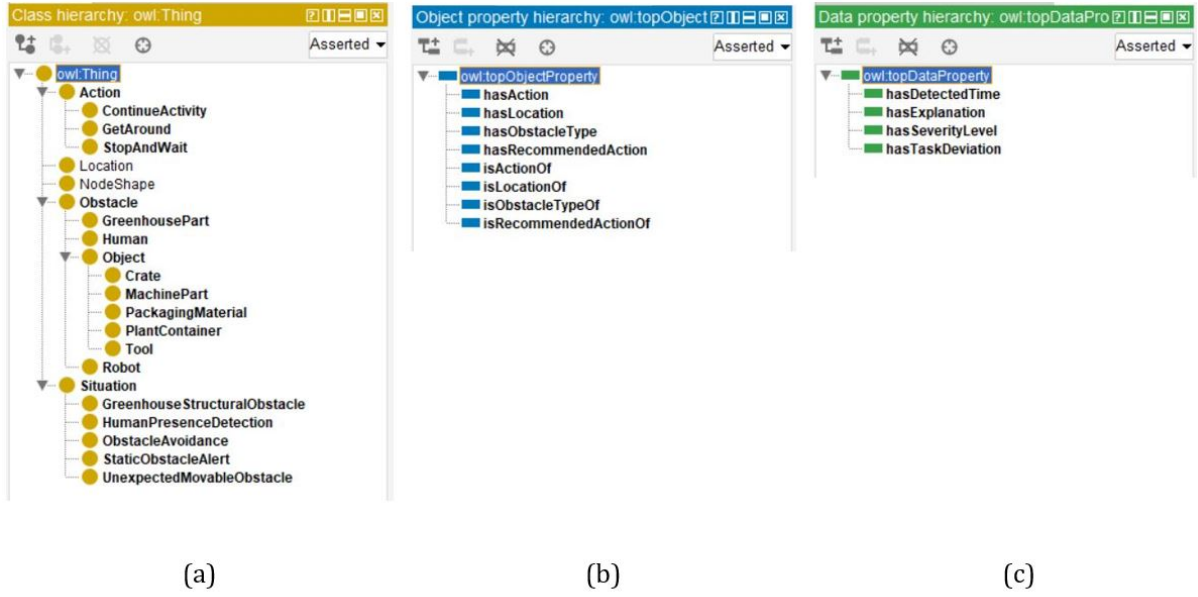 Class hierarchy: owl:Thing
Asserted
owl:Thing
Action
ContinueActivity
GetAround
StopAndWait
Location
NodeShape
Obstacle
GreenhousePart
Human
Object
Crate
MachinePart
PackagingMaterial
PlantContainer
Tool
Robot
Situation
GreenhouseStructuralObstacle
HumanPresenceDetection
ObstacleAvoidance
StaticObstacleAlert
UnexpectedMovableObstacle
(a)
Object property hierarchy: owl:topObject
Asserted
owl:topObjectProperty
hasAction
hasLocation
hasObstacleType
hasRecommendedAction
isActionOf
isLocationOf
isObstacleTypeOf
isRecommendedActionOf
(b)
Data property hierarchy: owl:topDataPro
Asserted
owl:topDataProperty
hasDetectedTime
hasExplanation
hasSeverityLevel
hasTaskDeviation
(c)